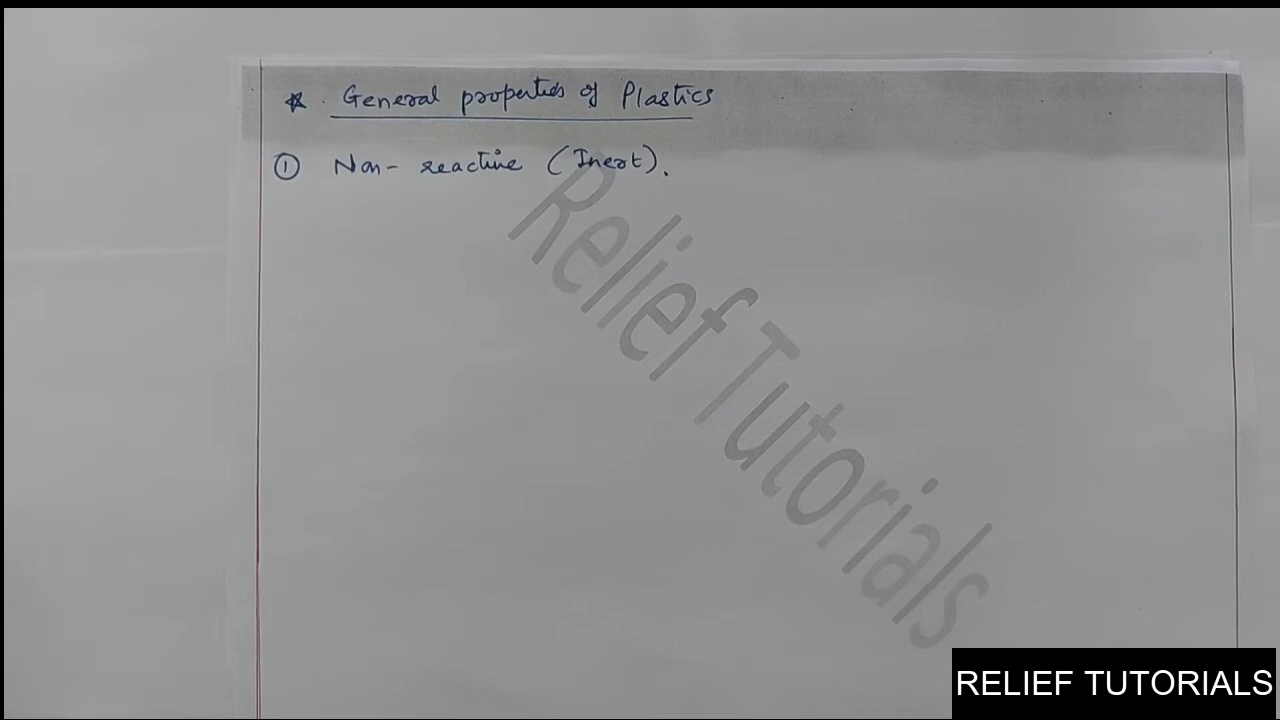 * General properties of Plastics
① Non-reactive (Inert).
Relief Tutorials
RELIEF TUTORIALS